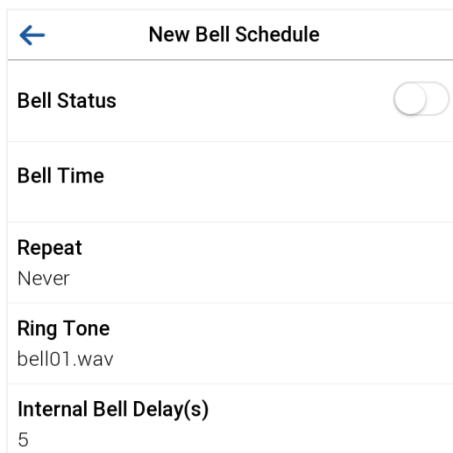 New Bell Schedule
Bell Status
Bell Time
Repeat
Never
Ring Tone
bell01.wav
Internal Bell Delay(s)
5